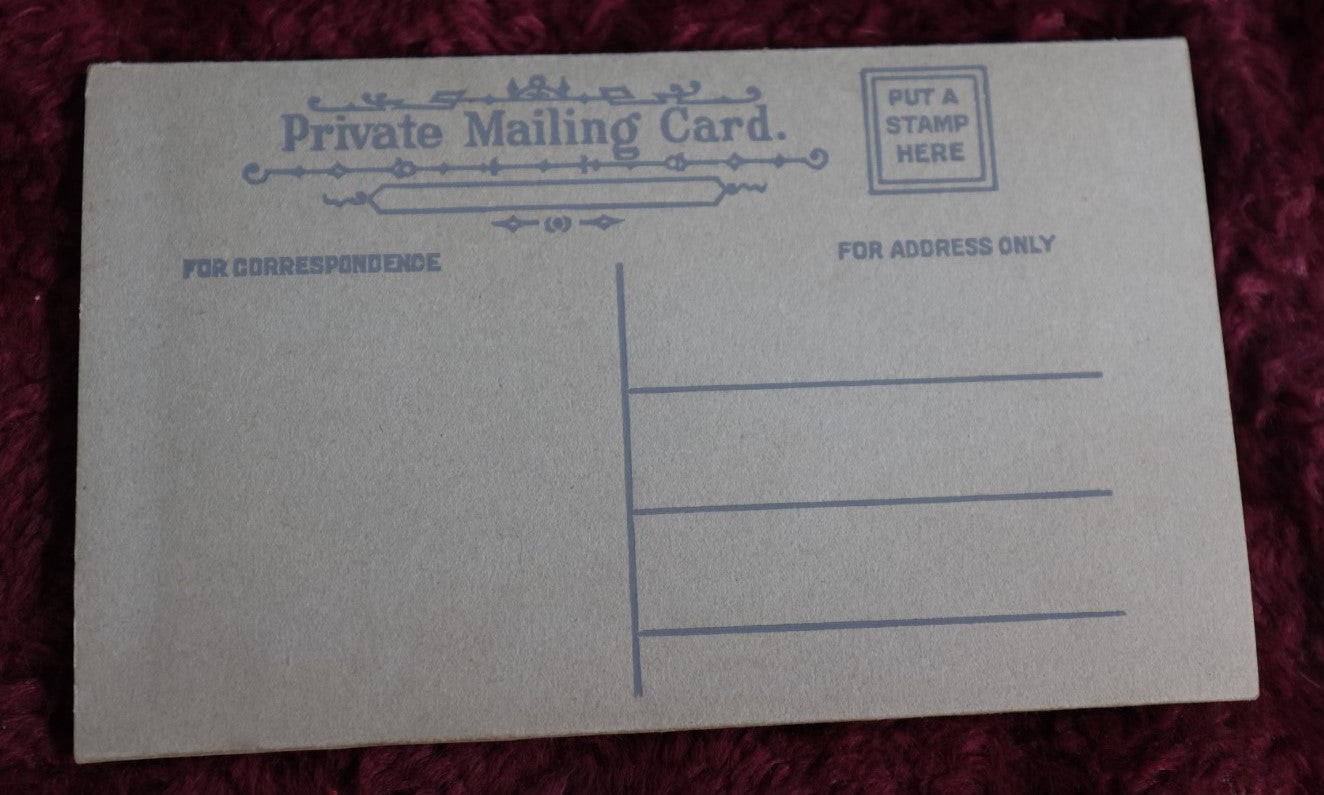 Private Mailing Card.
PUT A
STAMP
HERE
FOR CORRESPONDENCE
FOR ADDRESS ONLY